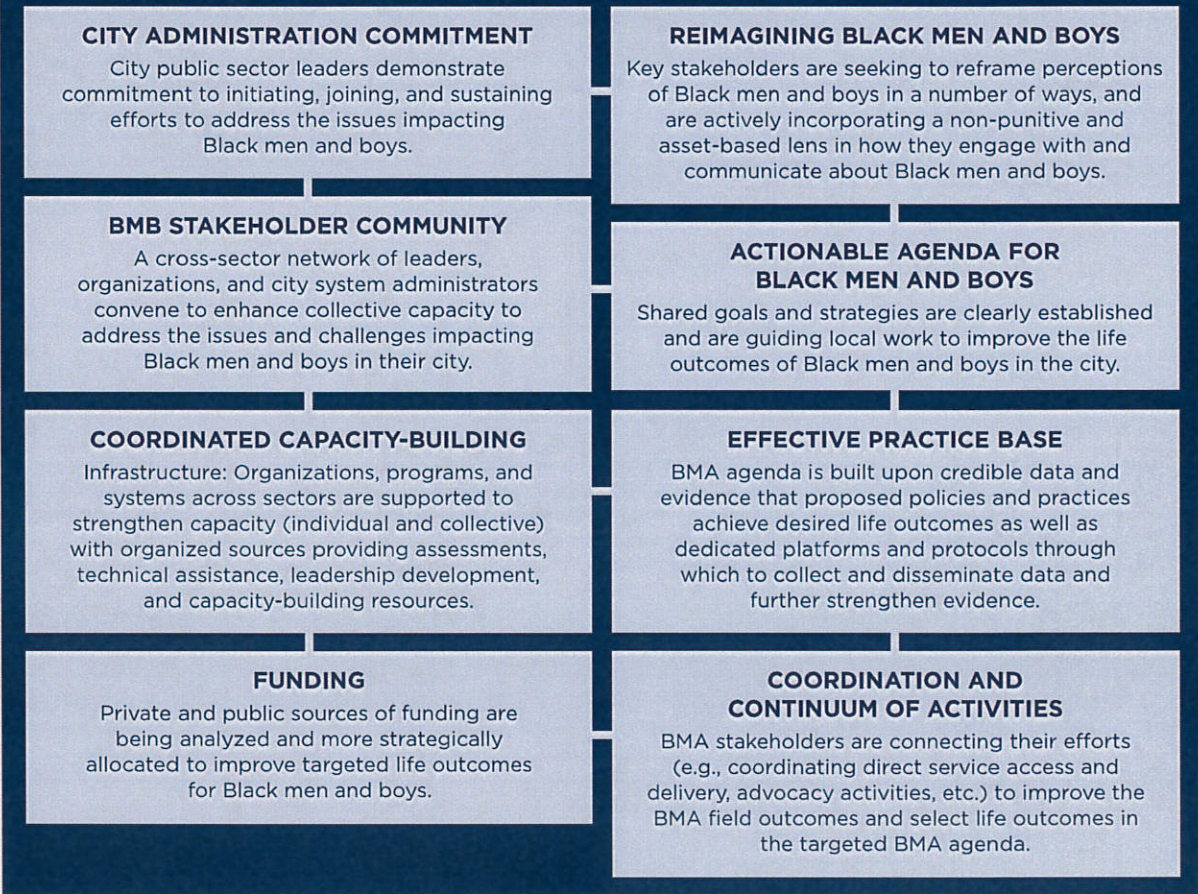 CITY ADMINISTRATION COMMITMENT
City public sector leaders demonstrate
commitment to initiating, joining, and sustaining
efforts to address the issues impacting
Black men and boys.
REIMAGINING BLACK MEN AND BOYS
Key stakeholders are seeking to reframe perceptions
of Black men and boys in a number of ways, and
are actively incorporating a non-punitive and
asset-based lens in how they engage with and
communicate about Black men and boys.
BMB STAKEHOLDER COMMUNITY
A cross-sector network of leaders,
organizations, and city system administrators
convene to enhance collective capacity to
address the issues and challenges impacting
Black men and boys in their city.
ACTIONABLE AGENDA FOR
BLACK MEN AND BOYS
Shared goals and strategies are clearly established
and are guiding local work to improve the life
outcomes of Black men and boys in the city.
COORDINATED CAPACITY-BUILDING
Infrastructure: Organizations, programs, and
systems across sectors are supported to
strengthen capacity (individual and collective)
with organized sources providing assessments,
technical assistance, leadership development,
and capacity-building resources.
EFFECTIVE PRACTICE BASE
BMA agenda is built upon credible data and
evidence that proposed policies and practices
achieve desired life outcomes as well as
dedicated platforms and protocols through
which to collect and disseminate data and
further strengthen evidence.
FUNDING
Private and public sources of funding are
being analyzed and more strategically
allocated to improve targeted life outcomes
for Black men and boys.
COORDINATION AND
CONTINUUM OF ACTIVITIES
BMA stakeholders are connecting their efforts
(e.g., coordinating direct service access and
delivery, advocacy activities, etc.) to improve the
BMA field outcomes and select life outcomes in
the targeted BMA agenda.